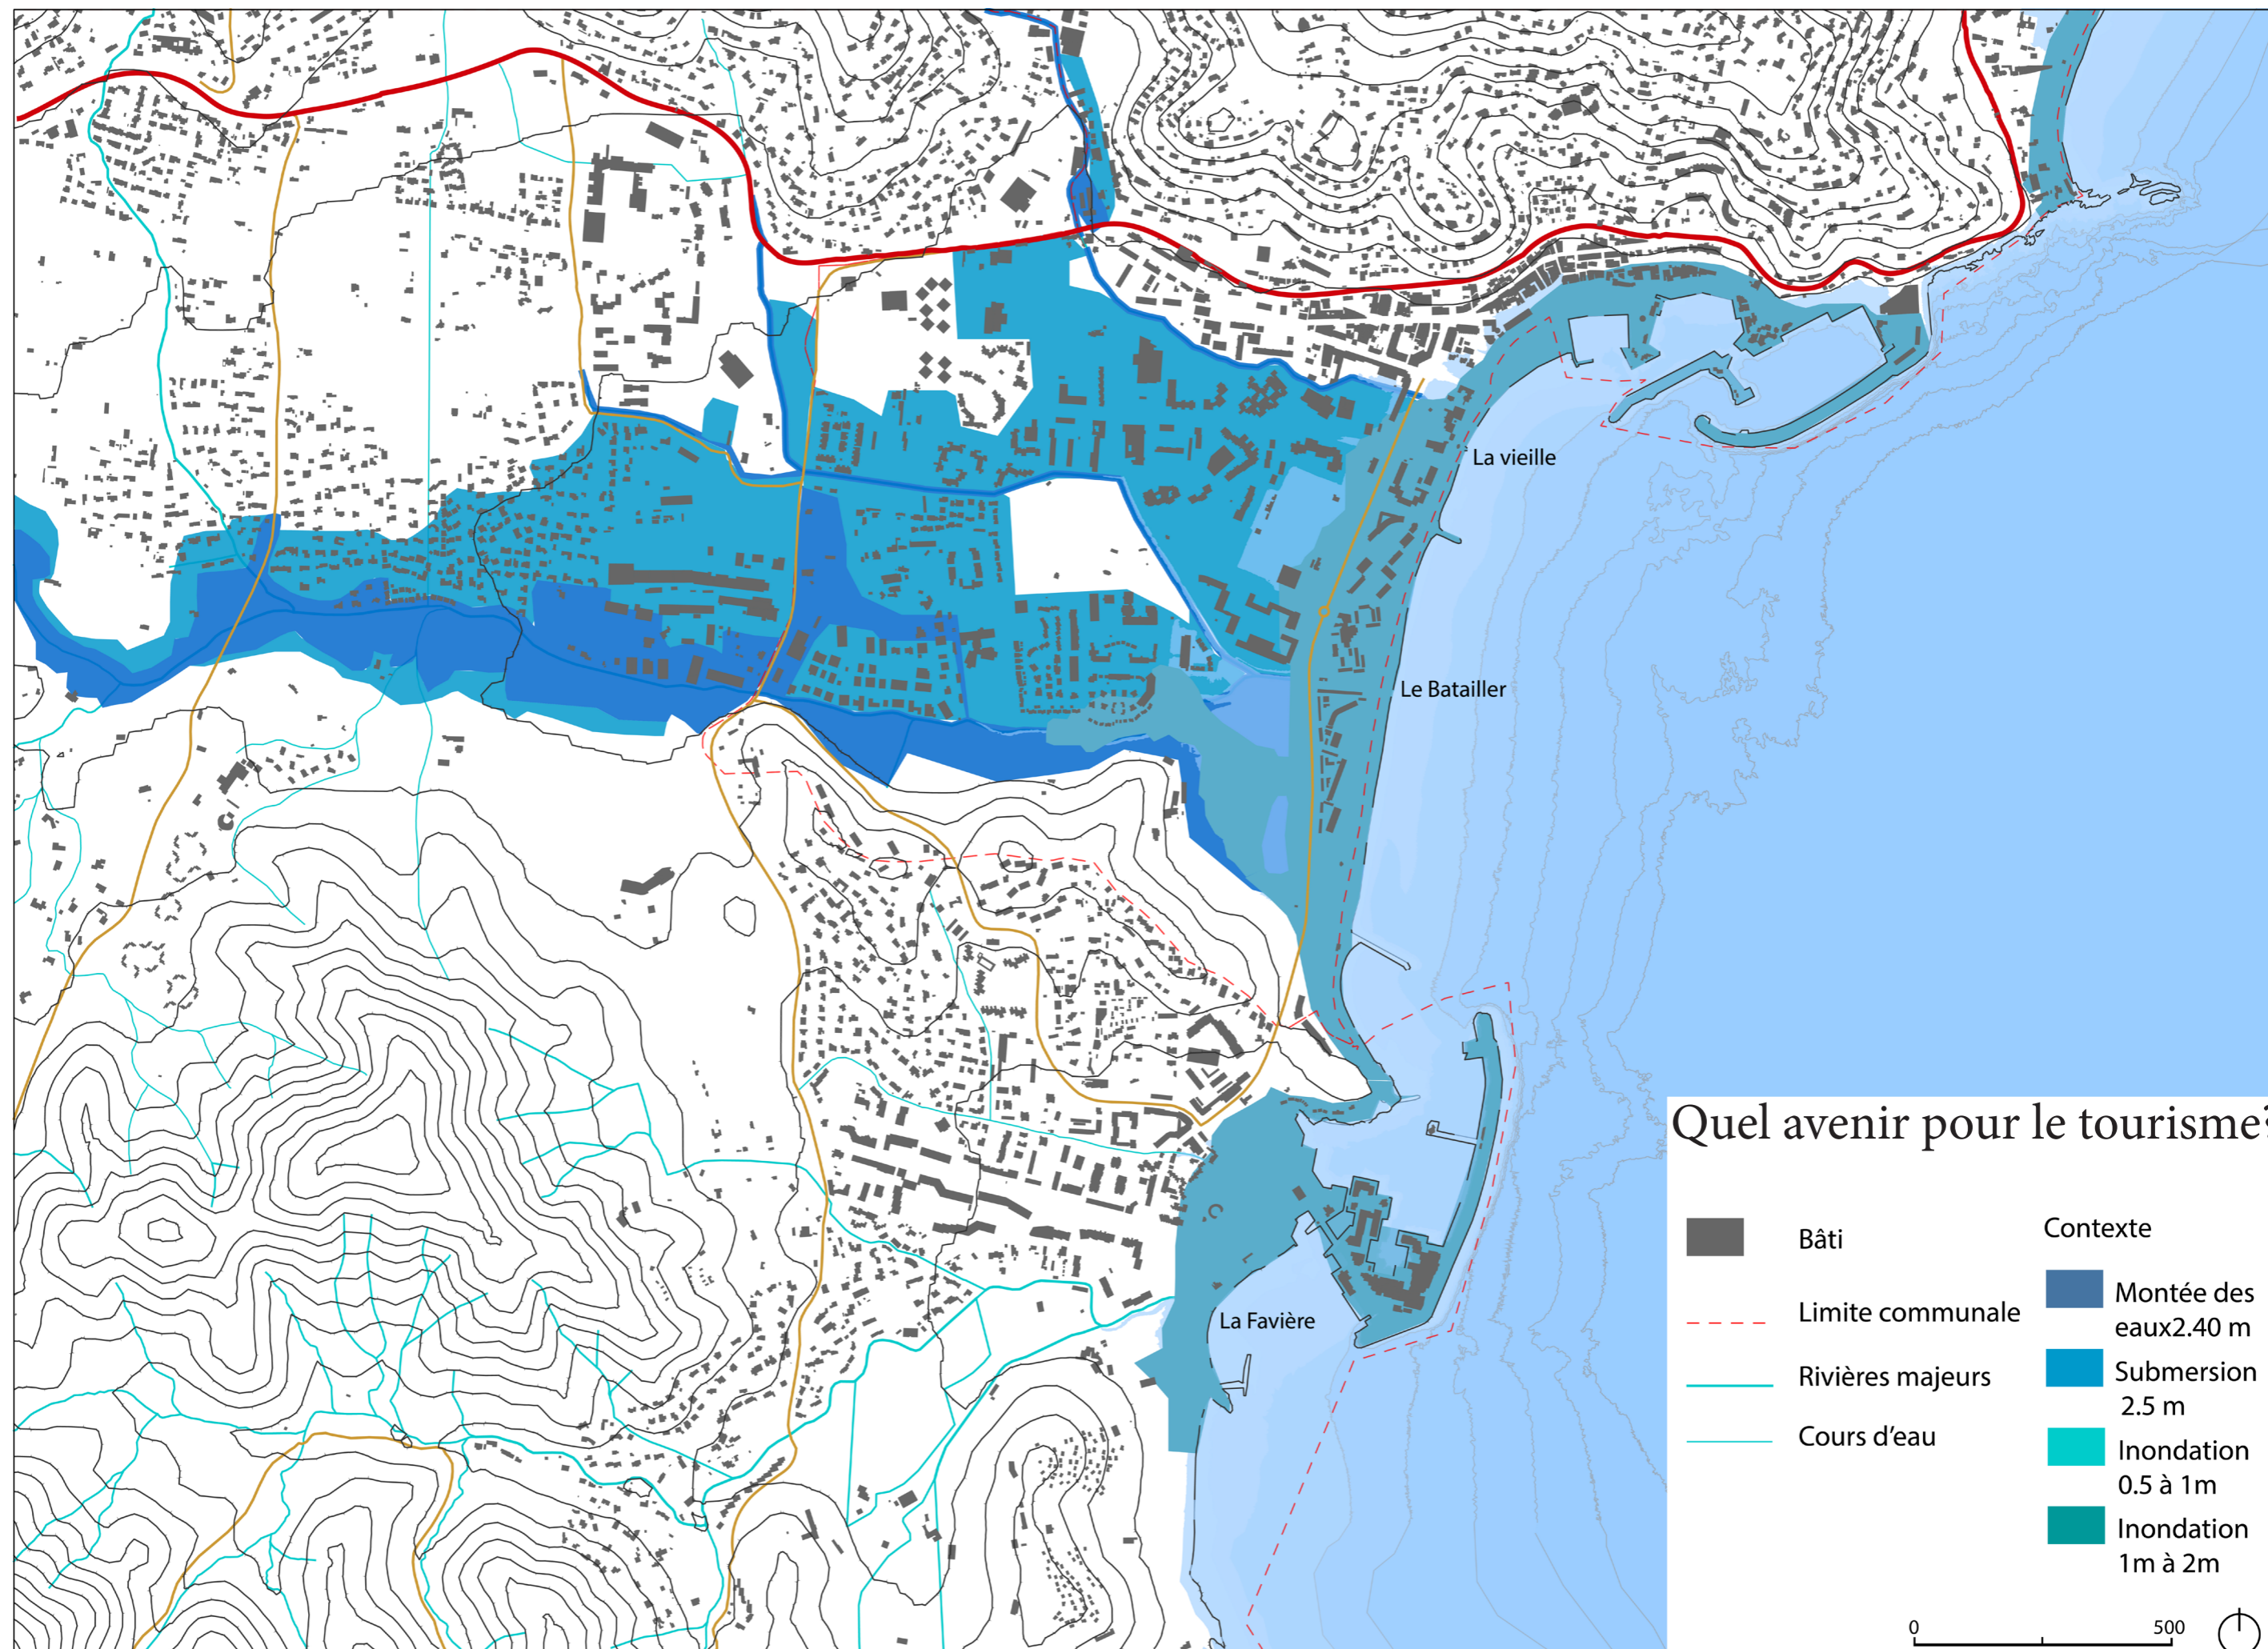 La vieille
Le Batailler
La Favière
Quel avenir pour le tourisme?
Bâti
Limite communale
Rivières majeurs
Cours d'eau
Contexte
Montée des
eaux2.40 m
Submersion
2.5 m
Inondation
0.5 à 1m
Inondation
1m à 2m
0 500